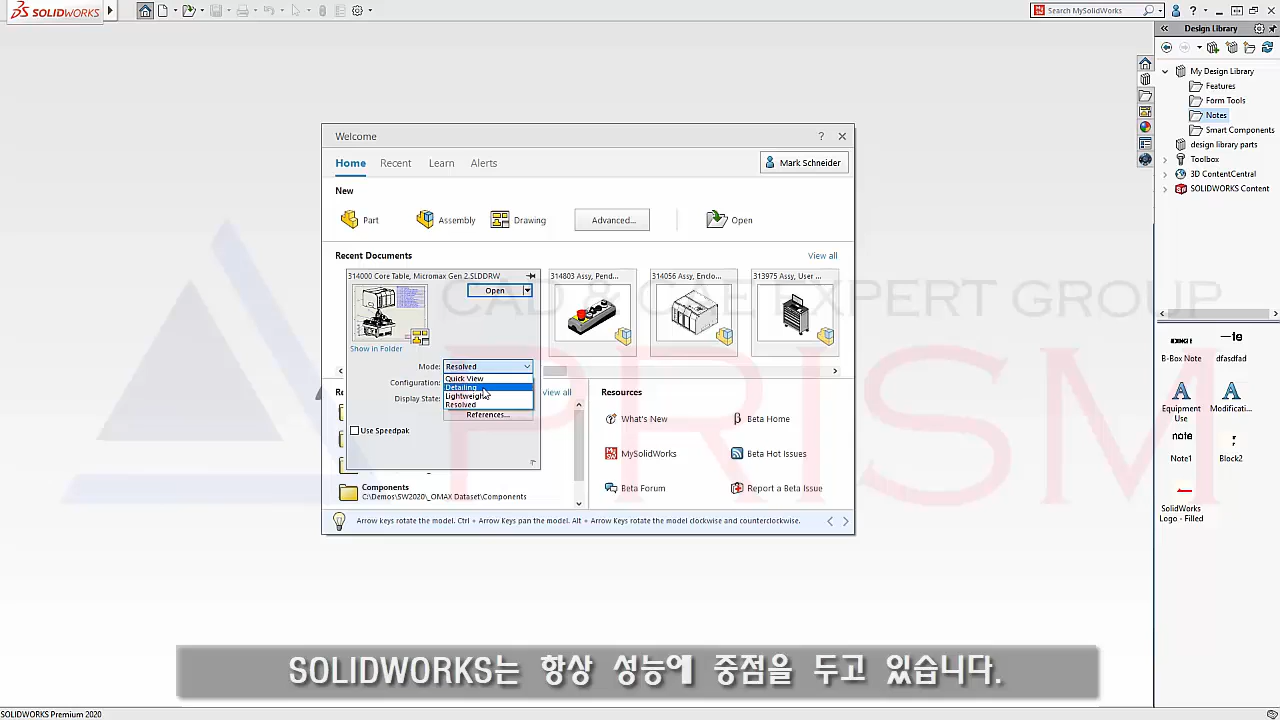 SOLIDWORKS
Search MySolidWorks
Design Library
My Design Library
Features
Form Tools
Notes
Smart Components
design library parts
Toolbox
3D ContentCentral
SOLIDWORKS Content
Welcome
Home Recent Learn Alerts
Mark Schneider
New
Part Assembly Drawing Advanced... Open
Recent Documents View all
314000 Core Table, Micromax Gen 2.SLDDRW
314803 Assy, Pend...
314056 Assy, Enclo...
313975 Assy, User ...
Open
Show in Folder
Mode: Resolved
Quick View
Configuration: Detailing
Lightweight
Display State: Resolved
References...
Use Speedpak
View all
Resources
What's New
Beta Home
MySolidWorks
Beta Hot Issues
Beta Forum
Report a Beta Issue
Components
C:\Demos\SW2020\_OMAX Dataset\Components
Arrow keys rotate the model. Ctrl + Arrow Keys pan the model. Alt + Arrow Keys rotate the model clockwise and counterclockwise.
B-Box Note
dfasdfad
Equipment Use
Modificati...
note
Note1
Block2
SolidWorks Logo - Filled
CAD & CAE EXPERT GROUP
PRISM
SOLIDWORKS는 항상 성능에 중점을 두고 있습니다.
SOLIDWORKS Premium 2020